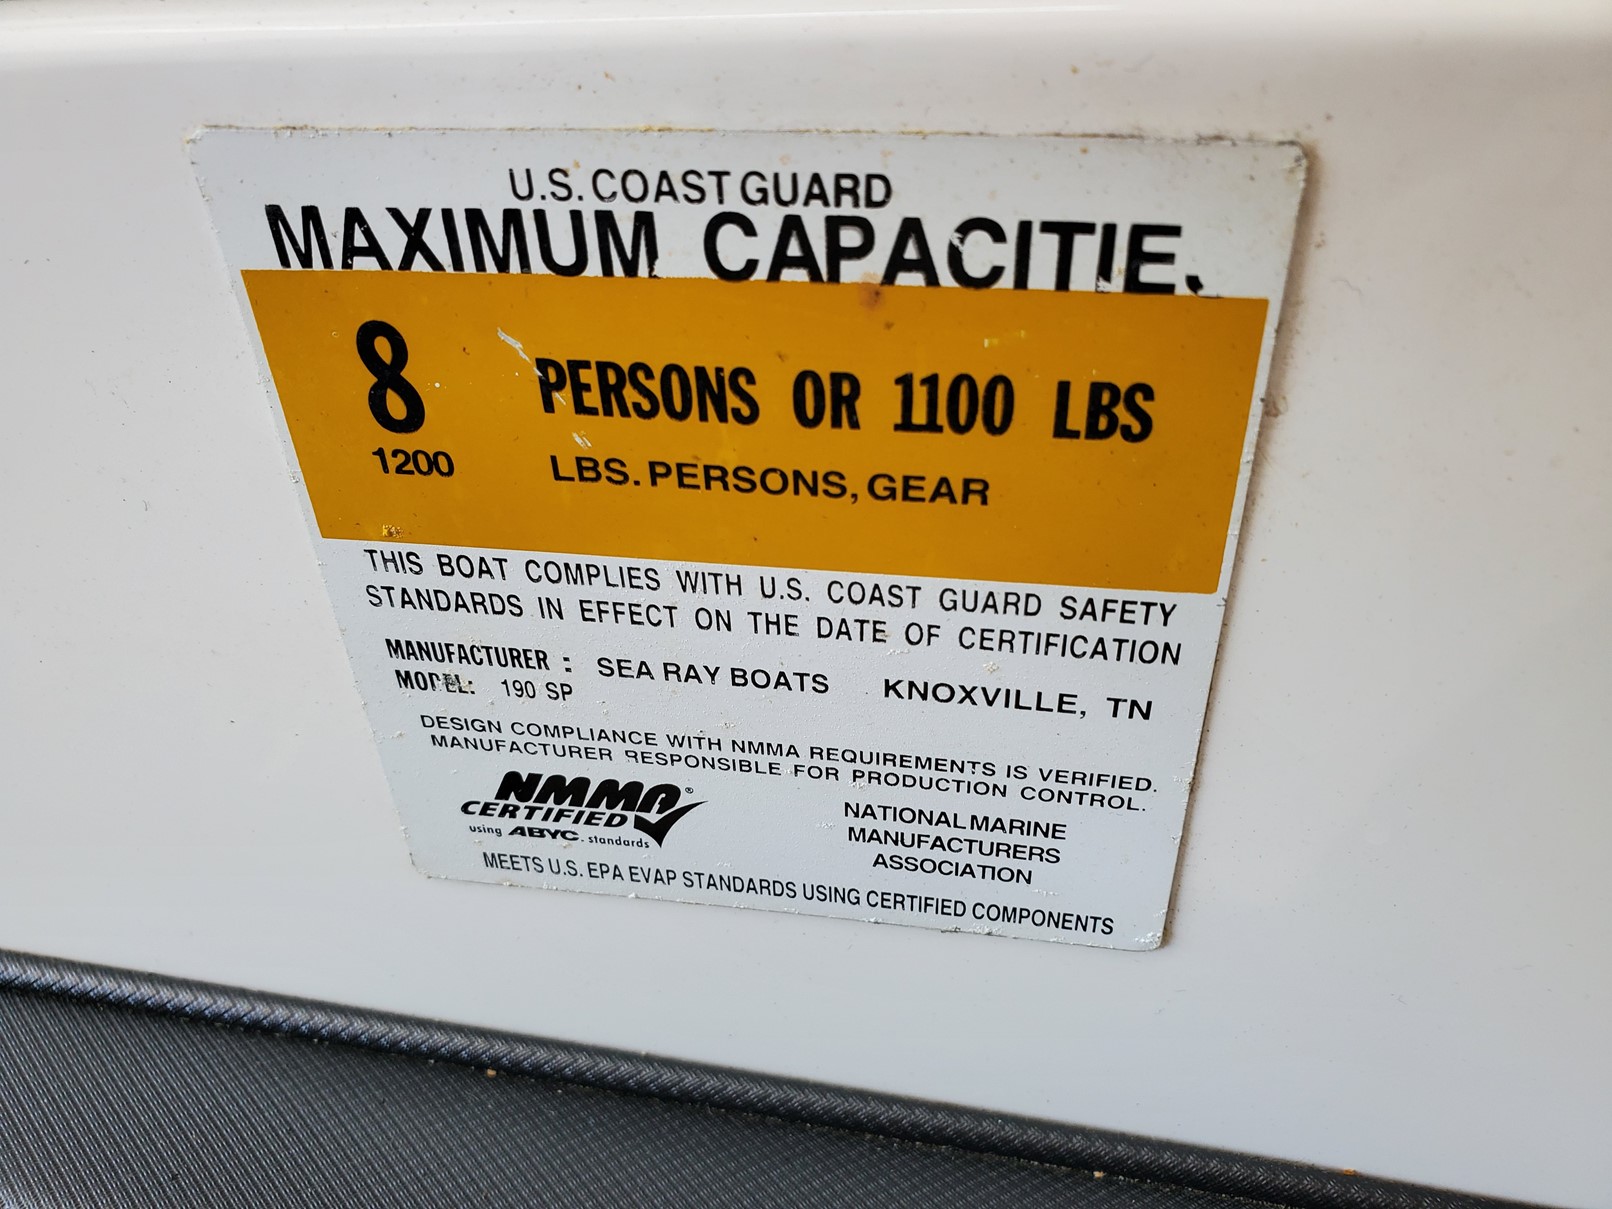 U.S. COAST GUARD
MAXIMUM CAPACITIE
8 PERSONS OR 1100 LBS
1200 LBS. PERSONS, GEAR
THIS BOAT COMPLIES WITH U.S. COAST GUARD SAFETY
STANDARDS IN EFFECT ON THE DATE OF CERTIFICATION
MANUFACTURER : SEA RAY BOATS KNOXVILLE, TN
MODEL: 190 SP
DESIGN COMPLIANCE WITH NMMA REQUIREMENTS IS VERIFIED.
MANUFACTURER RESPONSIBLE FOR PRODUCTION CONTROL.
NMMA®
CERTIFIED
using ABYC. standards
NATIONAL MARINE
MANUFACTURERS
ASSOCIATION
MEETS U.S. EPA EVAP STANDARDS USING CERTIFIED COMPONENTS